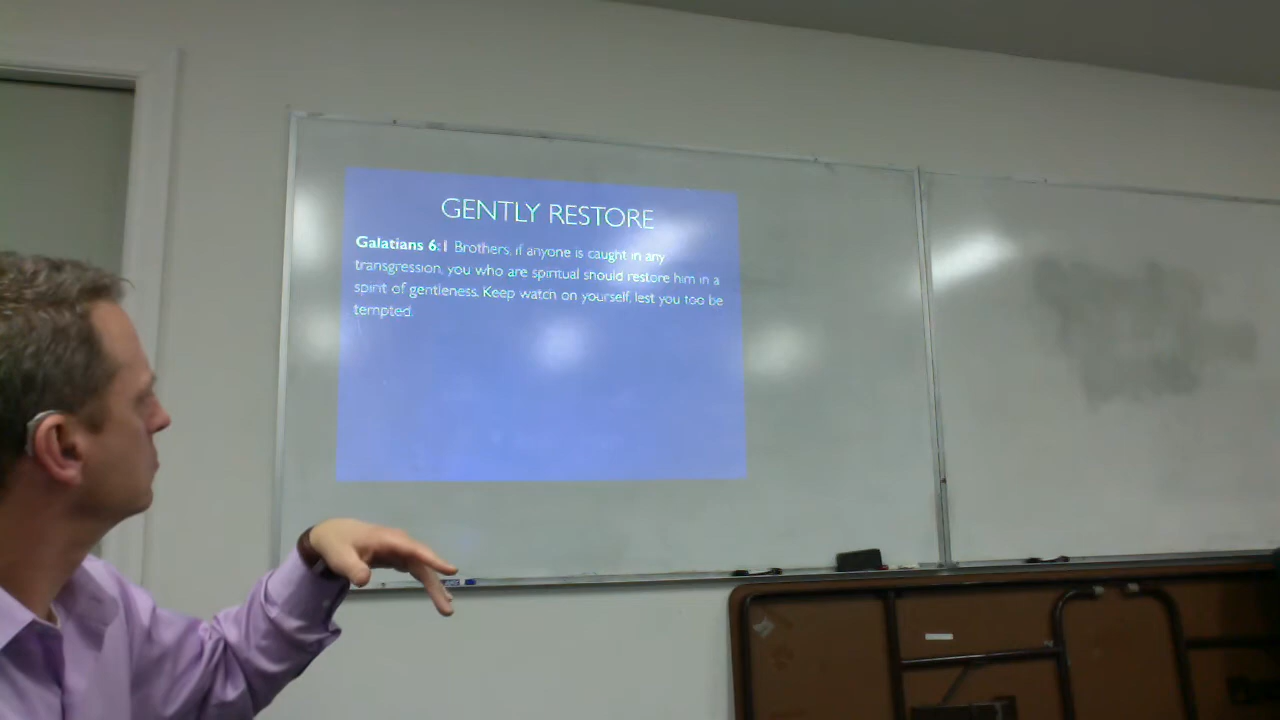 GENTLY RESTORE
Galatians 6:1 Brothers, if anyone is caught in any
transgression, you who are spiritual should restore him in a
spirit of gentleness. Keep watch on yourself, lest you too be
tempted.